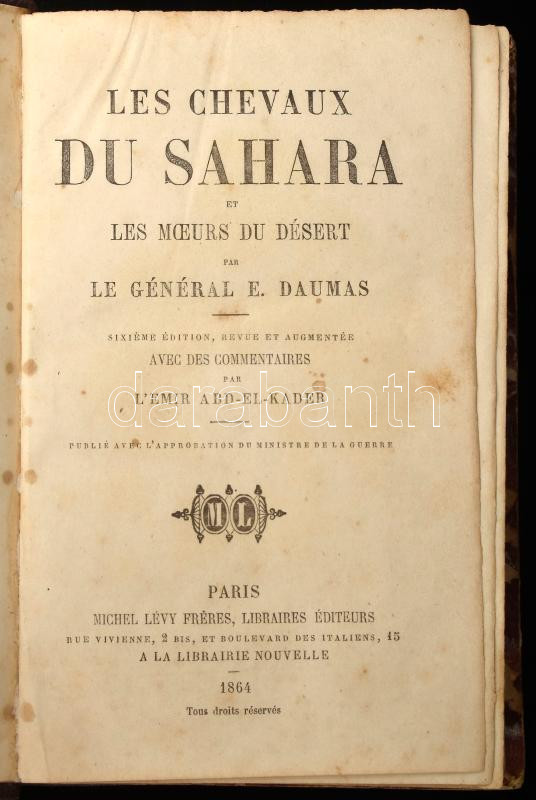 LES CHEVAUX
DU SAHARA
ET
LES MŒURS DU DÉSERT
PAR
LE GÉNÉRAL E. DAUMAS
SIXIÈME ÉDITION, REVUE ET AUGMENTÉE
AVEC DES COMMENTAIRES
PAR
L'ÉMIR ABD-EL-KADER
darabanth
PUBLIÉ AVEC L'APPROBATION DU MINISTRE DE LA GUERRE
ML
PARIS
MICHEL LÉVY FRÈRES, LIBRAIRES ÉDITEURS
RUE VIVIENNE, 2 BIS, ET BOULEVARD DES ITALIENS, 15
A LA LIBRAIRIE NOUVELLE
1864
Tous droits réservés